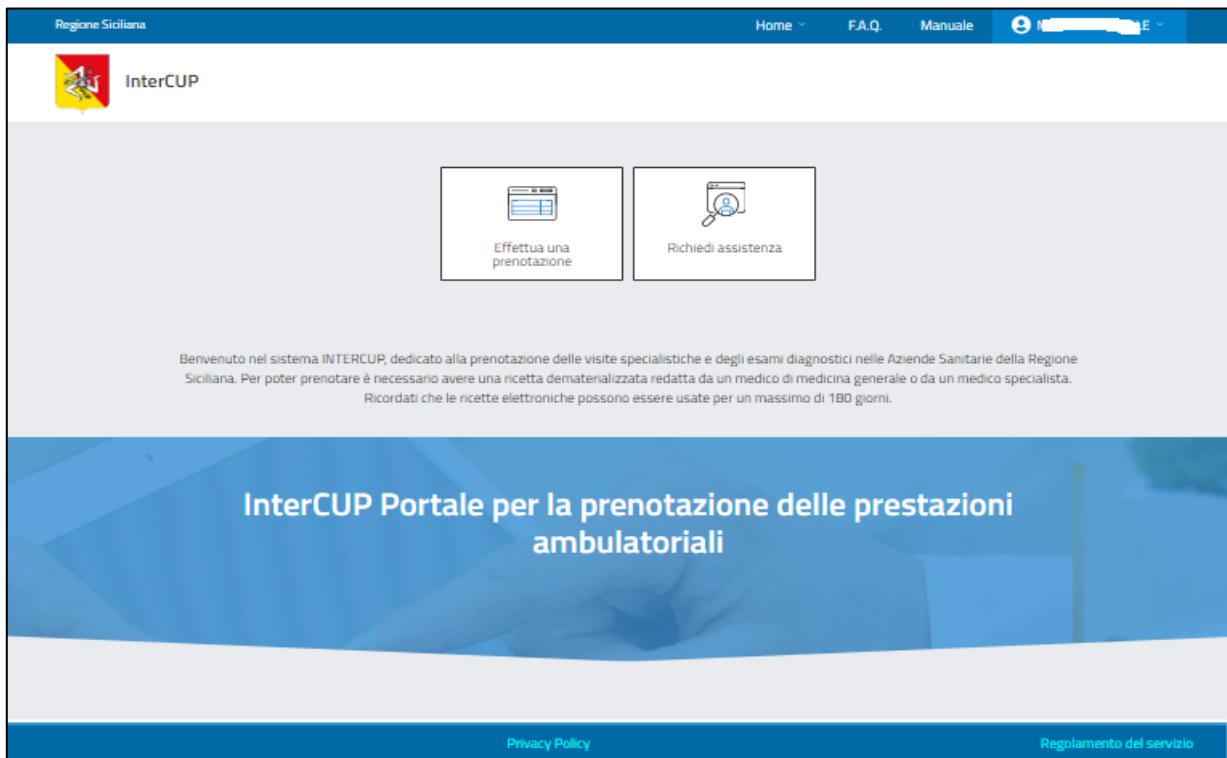 Regione Siciliana
Home
F.A.Q.
Manuale
InterCUP
Effettua una
prenotazione
Richiedi assistenza
Benvenuto nel sistema INTERCUP, dedicato alla prenotazione delle visite specialistiche e degli esami diagnostici nelle Aziende Sanitarie della Regione
Siciliana. Per poter prenotare è necessario avere una ricetta dematerializzata redatta da un medico di medicina generale o da un medico specialista.
Ricordati che le ricette elettroniche possono essere usate per un massimo di 180 giorni.
InterCUP Portale per la prenotazione delle prestazioni
ambulatoriali
Privacy Policy
Regolamento del servizio